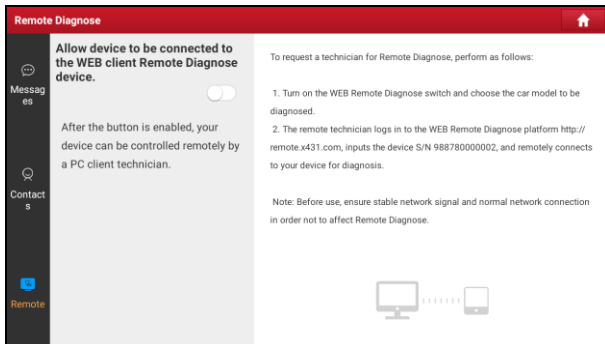 Remote Diagnose
Messag
es
Contact
s
Remote
Allow device to be connected to
the WEB client Remote Diagnose
device.
After the button is enabled, your
device can be controlled remotely by
a PC client technician.
To request a technician for Remote Diagnose, perform as follows:
1. Turn on the WEB Remote Diagnose switch and choose the car model to be
diagnosed.
2. The remote technician logs in to the WEB Remote Diagnose platform http://
remote.x431.com, inputs the device S/N 988780000002, and remotely connects
to your device for diagnosis.
Note: Before use, ensure stable network signal and normal network connection
in order not to affect Remote Diagnose.